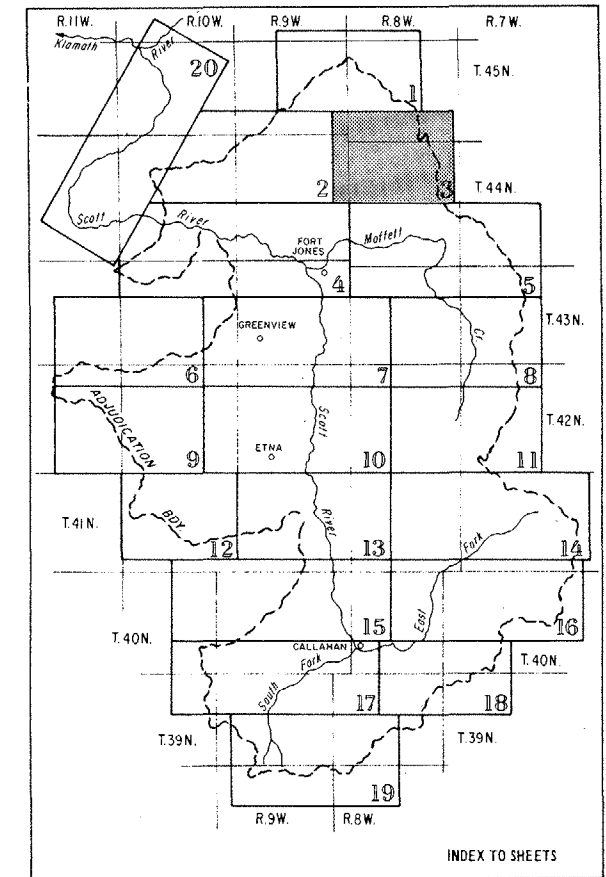 R.11W.
R.10W.
R.9W.
R.8W.
R.7W.
Klamath
River
20
T.45N.
1
2
3
T.44N.
Scott
River
FORT
JONES
Moffett
4
5
Cr.
GREENVIEW
T.43N.
6
7
8
ADJUDICATION
BDY
Scott
River
T.42N.
ETNA
9
10
11
T.41N.
East
Fork
12
13
14
T.40N.
15
16
CALLAHAN
South
Fork
T.40N.
17
18
T.39N.
T.39N.
19
R.9W.
R.8W.
INDEX TO SHEETS